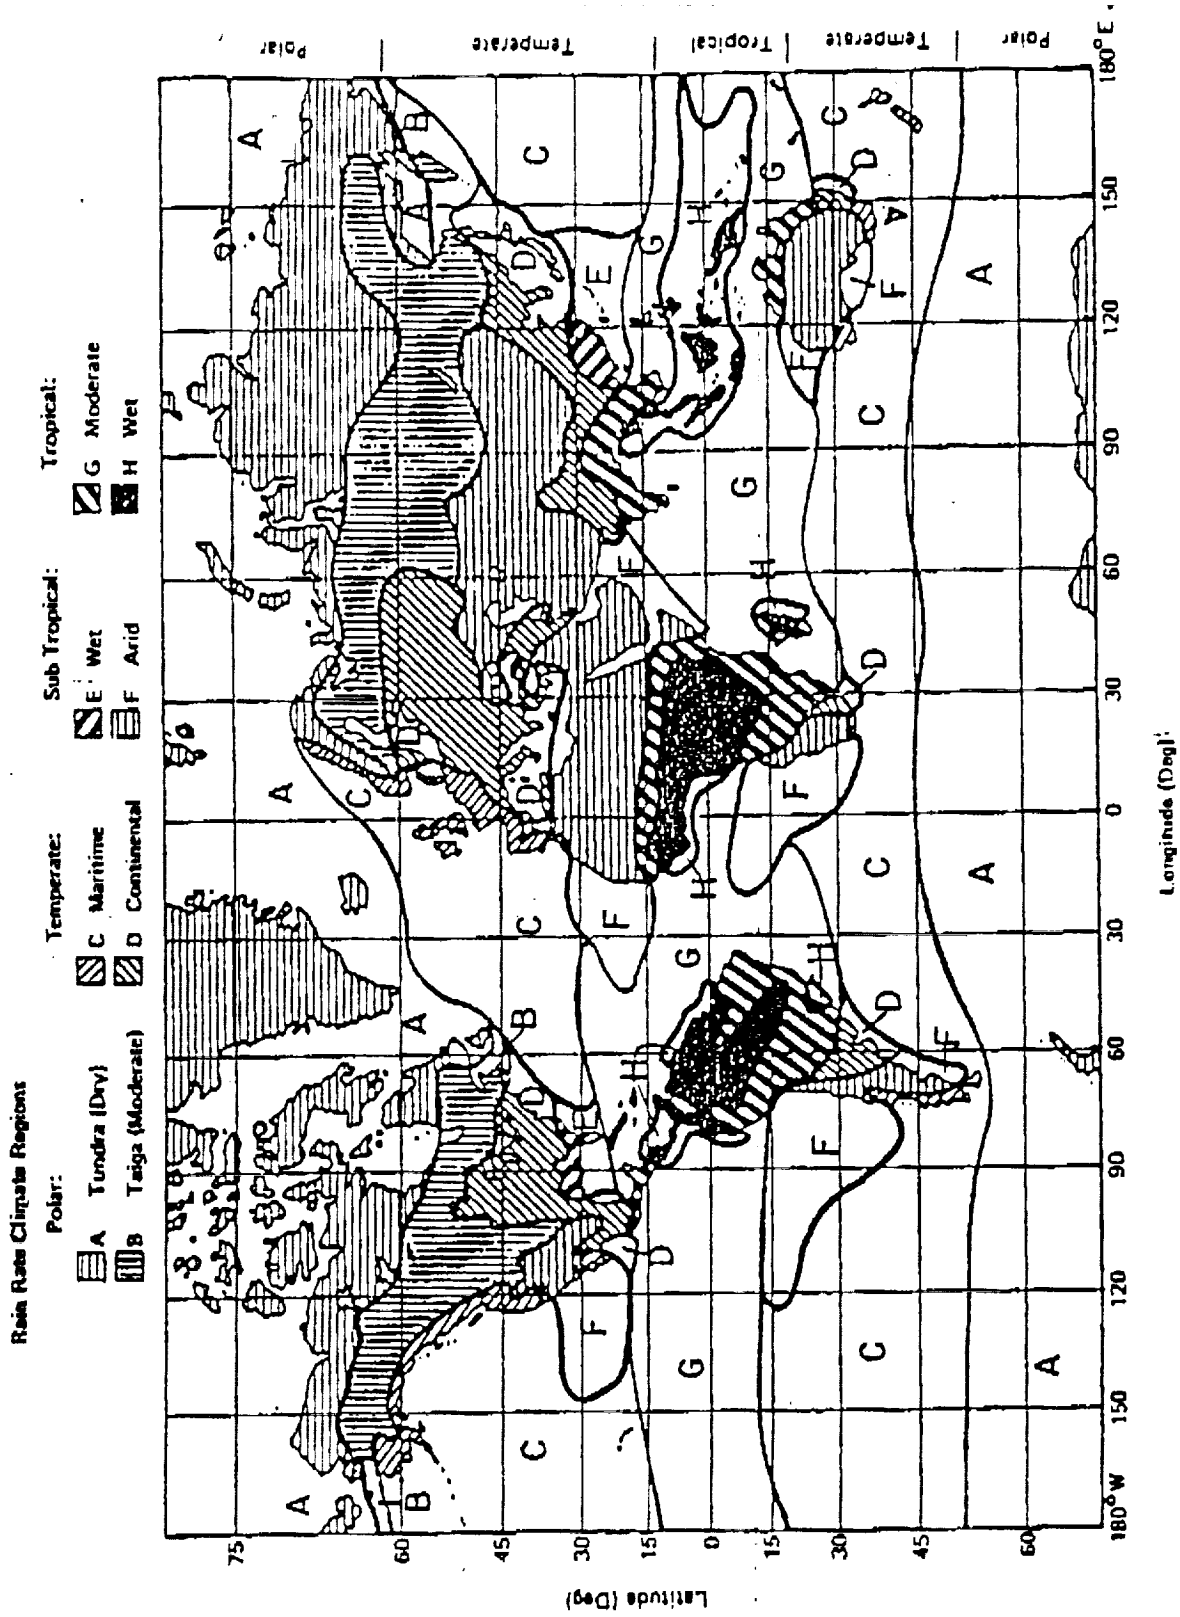 Rain Rate Climate Regions
Polar:
A Tundra (Dry)
B Taiga (Moderate)
Temperate:
C Maritime
D Continental
Sub Tropical:
E Wet
F Arid
Tropical:
G Moderate
H Wet
Latitude (Deg)
75
60
45
30
15
0
15
30
45
60
Polar
Temperate
Tropical
Temperate
Polar
180°W
150
120
90
60
30
0
30
60
90
120
150
180°E
Longitude (Deg)
A
B
C
G
C
A
F
D
F
A
B
D
E
H
G
H
D
F
C
F
H
C
A
A
C
D
D
F
D
F
H
G
C
A
B
A
C
D
E
G
H
F
F
G
D
C
A